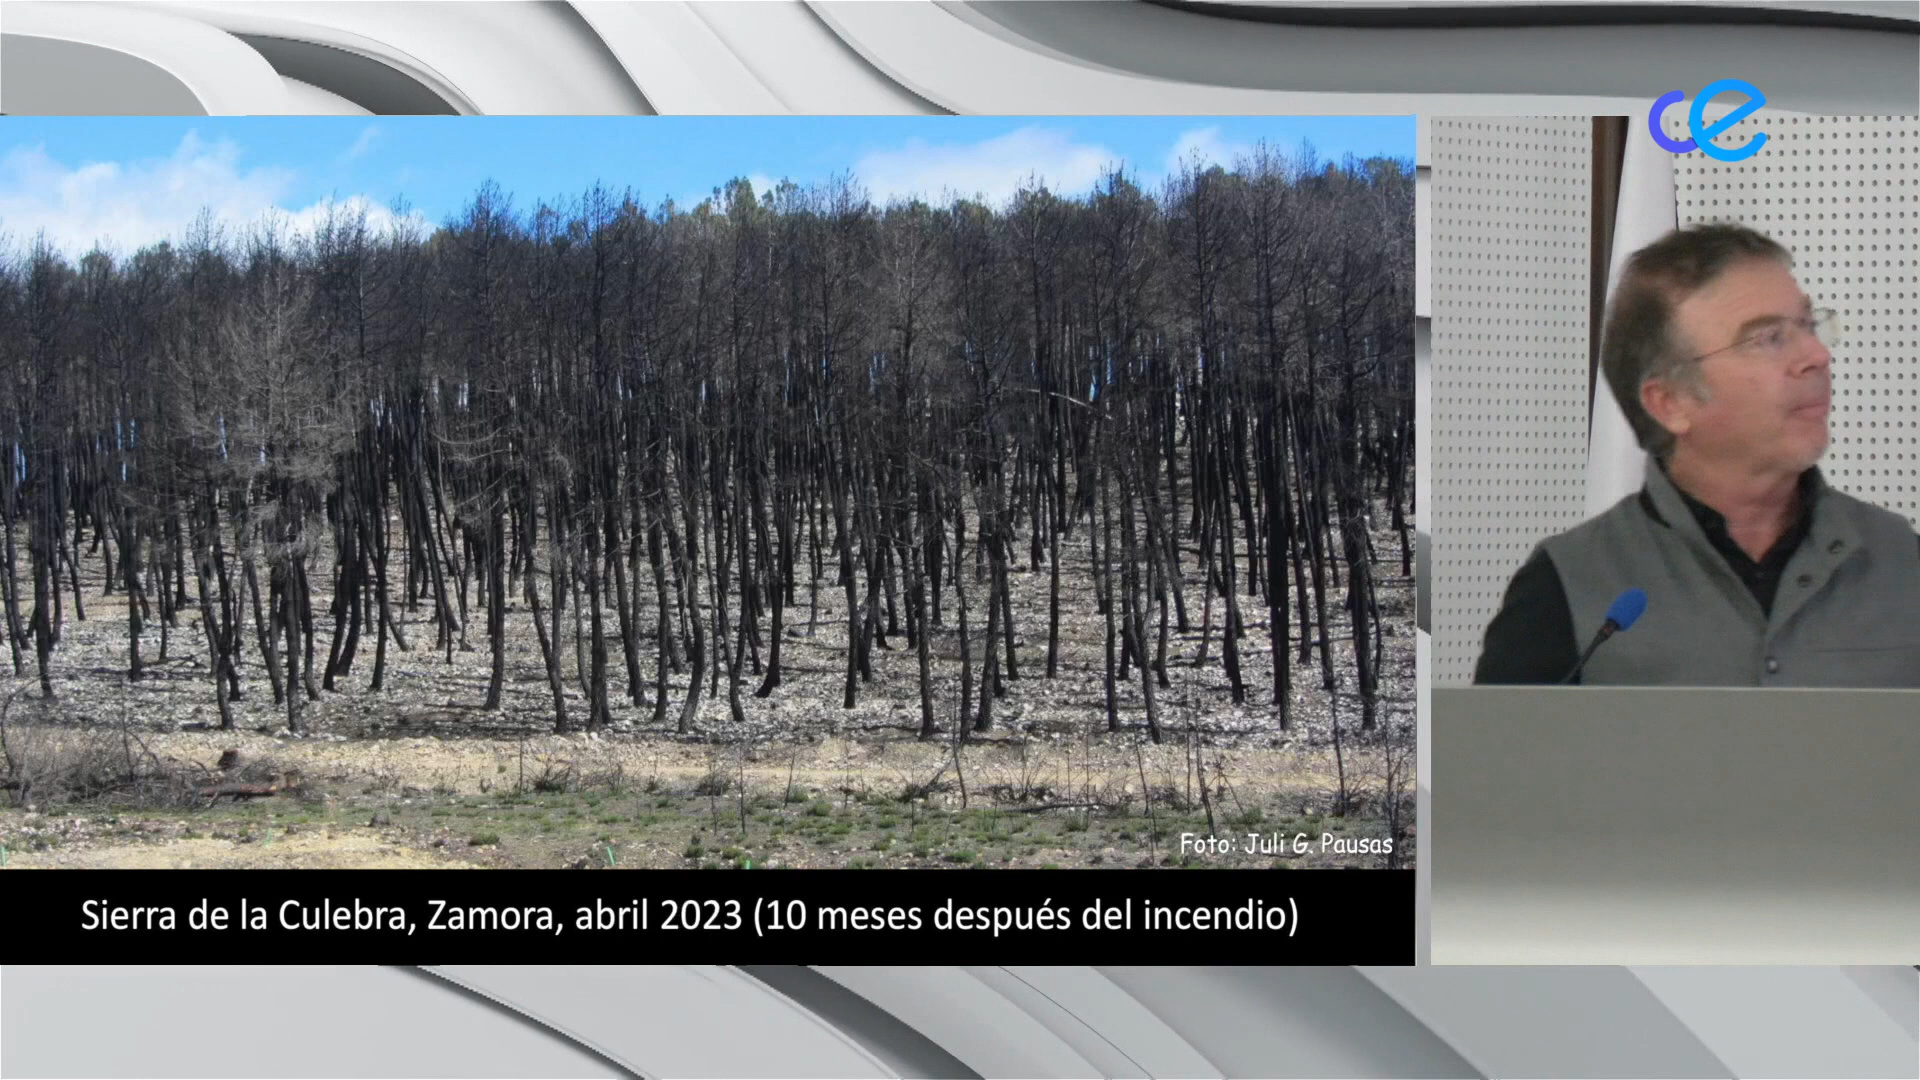 ce
Foto: Juli G. Pausas
Sierra de la Culebra, Zamora, abril 2023 (10 meses después del incendio)